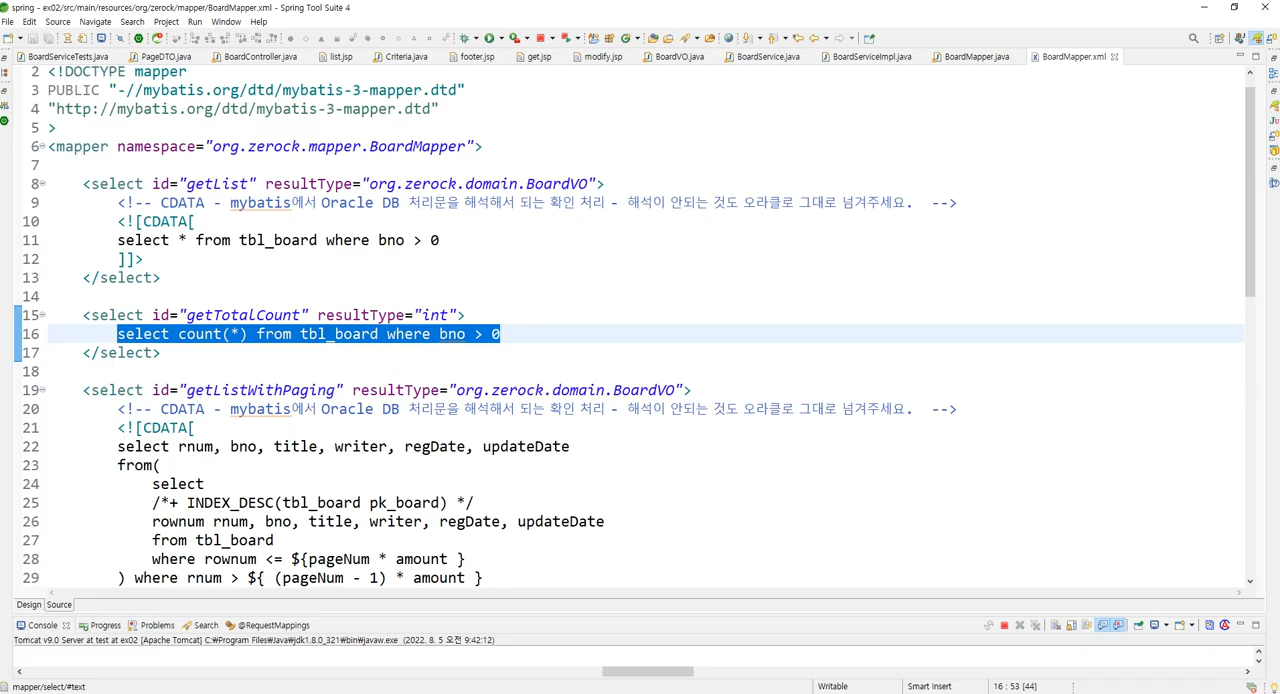 spring - ex02/src/main/resources/org/zerock/mapper/BoardMapper.xml - Spring Tool Suite 4
File Edit Source Navigate Search Project Run Window Help
BoardServiceTests.java PageDTO.java BoardController.java list.jsp Criteria.java footer.jsp get.jsp modify.jsp BoardVO.java BoardService.java BoardServiceImpl.java BoardMapper.java BoardMapper.xml
2 <!DOCTYPE mapper
3 PUBLIC "-//mybatis.org/dtd/mybatis-3-mapper.dtd"
4 "http://mybatis.org/dtd/mybatis-3-mapper.dtd"
5 >
6 <mapper namespace="org.zerock.mapper.BoardMapper">
7
8 <select id="getList" resultType="org.zerock.domain.BoardVO">
9 <!-- CDATA - mybatis에서 Oracle DB 처리문을 해석해서 되는 확인 처리 - 해석이 안되는 것도 오라클로 그대로 넘겨주세요. -->
10 <![CDATA[
11 select * from tbl_board where bno > 0
12 ]]>
13 </select>
14
15 <select id="getTotalCount" resultType="int">
16 select count(*) from tbl_board where bno > 0
17 </select>
18
19 <select id="getListWithPaging" resultType="org.zerock.domain.BoardVO">
20 <!-- CDATA - mybatis에서 Oracle DB 처리문을 해석해서 되는 확인 처리 - 해석이 안되는 것도 오라클로 그대로 넘겨주세요. -->
21 <![CDATA[
22 select rnum, bno, title, writer, regDate, updateDate
23 from(
24 select
25 /*+ INDEX_DESC(tbl_board pk_board) */
26 rownum rnum, bno, title, writer, regDate, updateDate
27 from tbl_board
28 where rownum <= ${pageNum * amount }
29 ) where rnum > ${ (pageNum - 1) * amount }
Design Source
Console Progress Problems Search @RequestMappings
Tomcat v9.0 Server at test at ex02 [Apache Tomcat] C:₩Program Files₩Java₩jdk1.8.0_321₩bin₩javaw.exe (2022. 8. 5 오전 9:42:12)
mapper/select/#text Writable Smart Insert 16 : 53 [44]